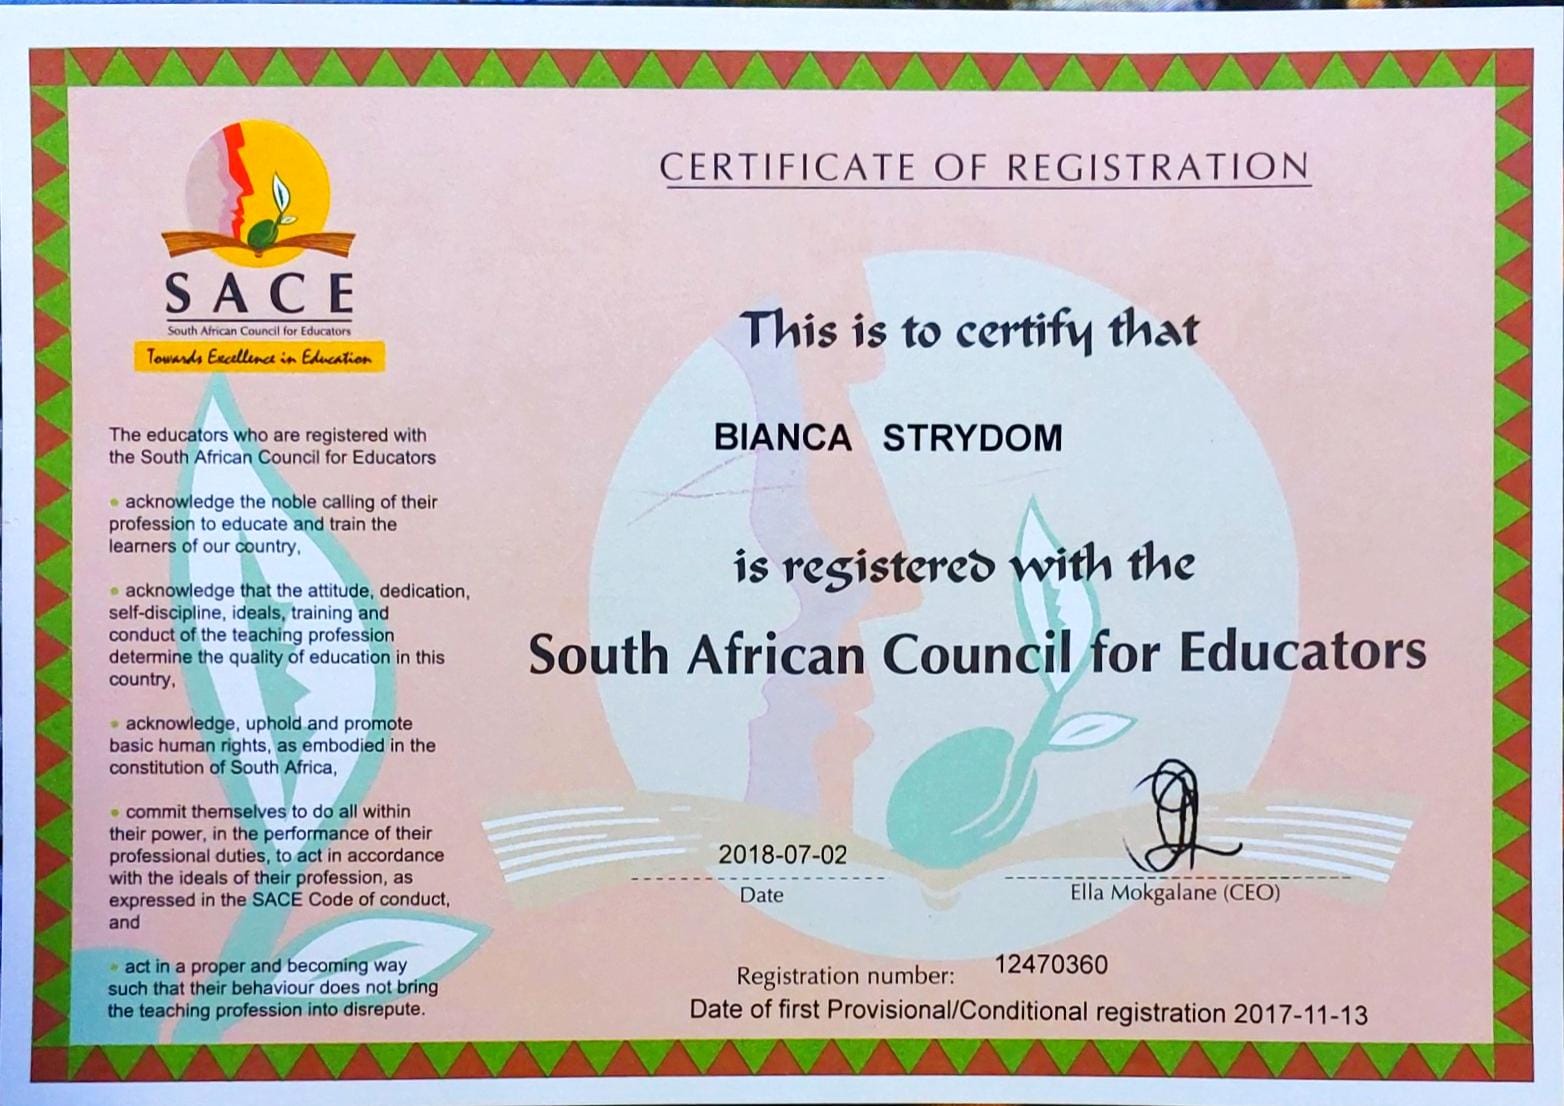 SACE
South African Council for Educators
Towards Excellence in Education
The educators who are registered with
the South African Council for Educators
• acknowledge the noble calling of their
profession to educate and train the
learners of our country,
• acknowledge that the attitude, dedication,
self-discipline, ideals, training and
conduct of the teaching profession
determine the quality of education in this
country,
• acknowledge, uphold and promote
basic human rights, as embodied in the
constitution of South Africa,
• commit themselves to do all within
their power, in the performance of their
professional duties, to act in accordance
with the ideals of their profession, as
expressed in the SACE Code of conduct,
and
• act in a proper and becoming way
such that their behaviour does not bring
the teaching profession into disrepute.
CERTIFICATE OF REGISTRATION
This is to certify that
BIANCA STRYDOM
is registered with the
South African Council for Educators
2018-07-02
Date
Ella Mokgalane (CEO)
Registration number: 12470360
Date of first Provisional/Conditional registration 2017-11-13